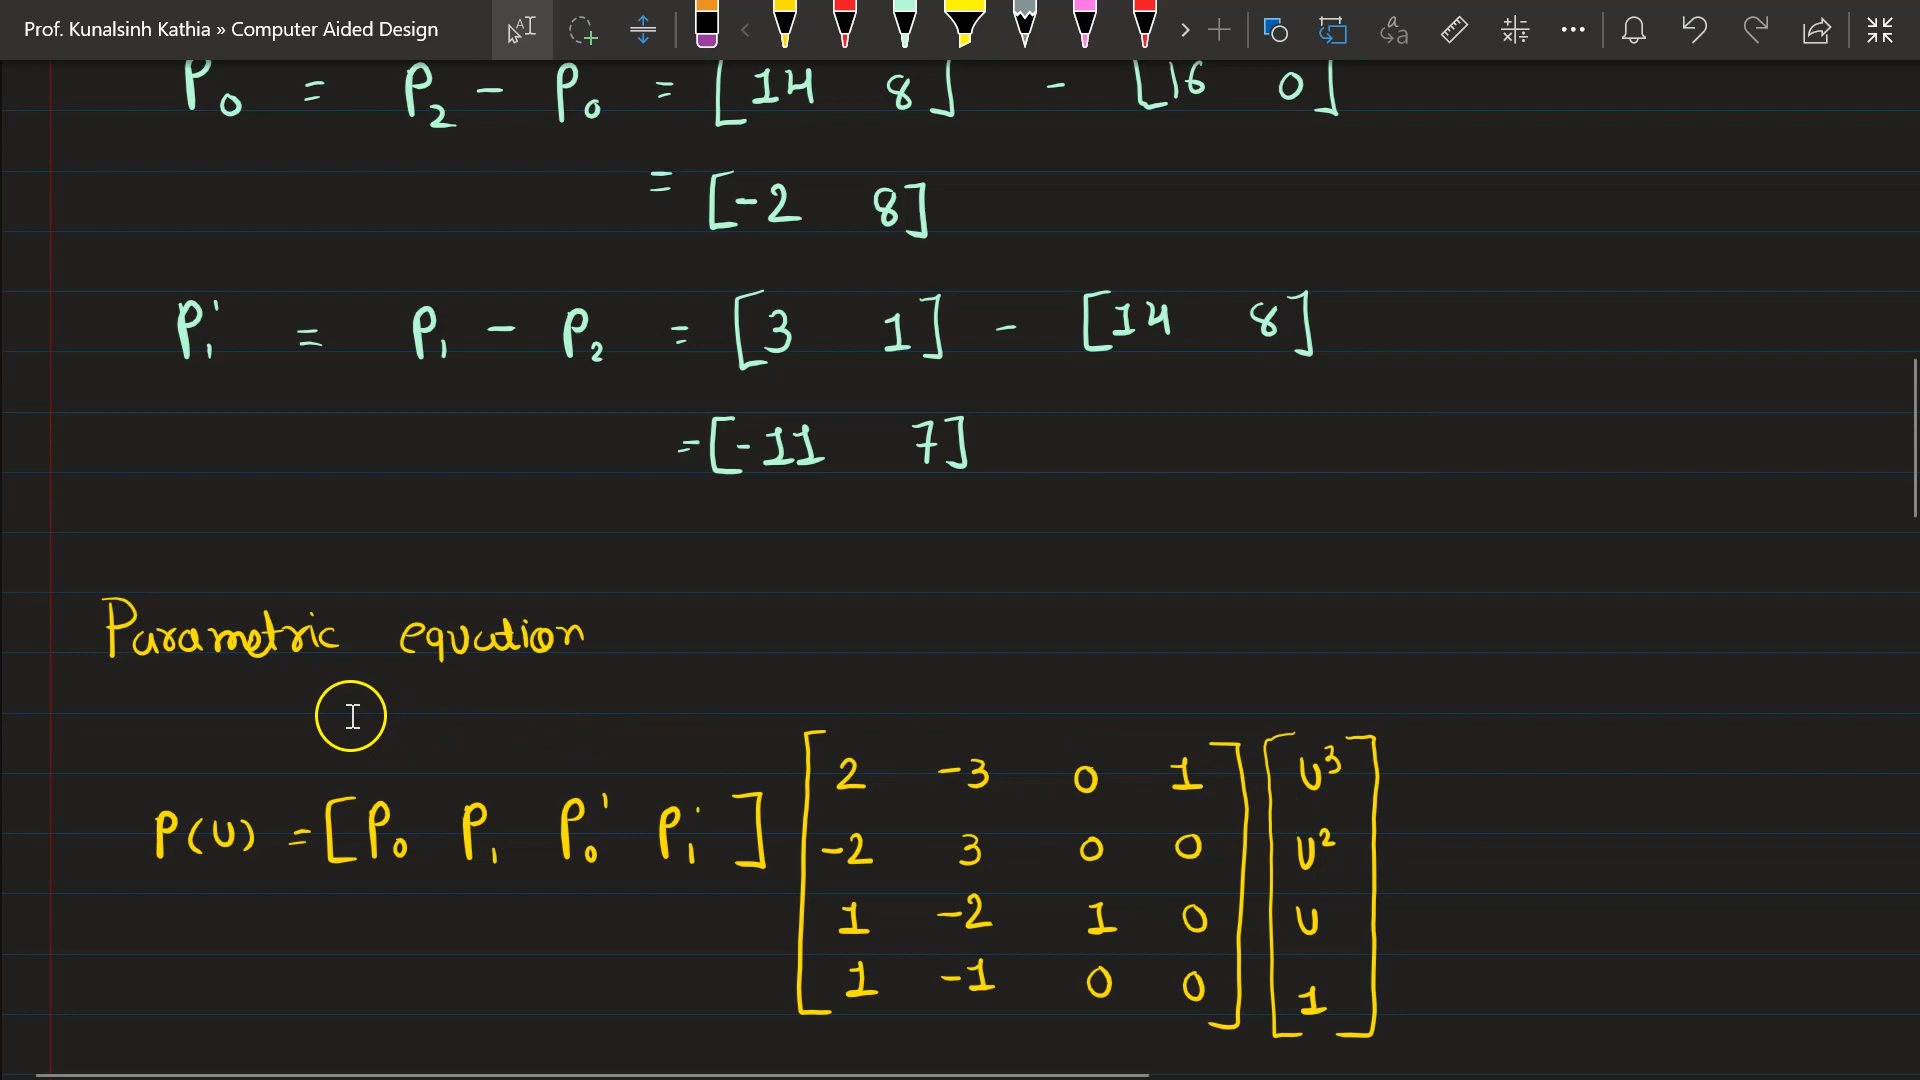 Prof. Kunalsinh Kathia » Computer Aided Design
P₀ = P₂ - P₀ = [14 8] - [16 0]
= [-2 8]
P₁' = P₁ - P₂ = [3 1] - [14 8]
= [-11 7]
Parametric equation
P(U) = [P₀ P₁ P₀' P₁'] [2 -3 0 1] [U³]
[-2 3 0 0] [U²]
[1 -2 1 0] [U]
[1 -1 0 0] [1]